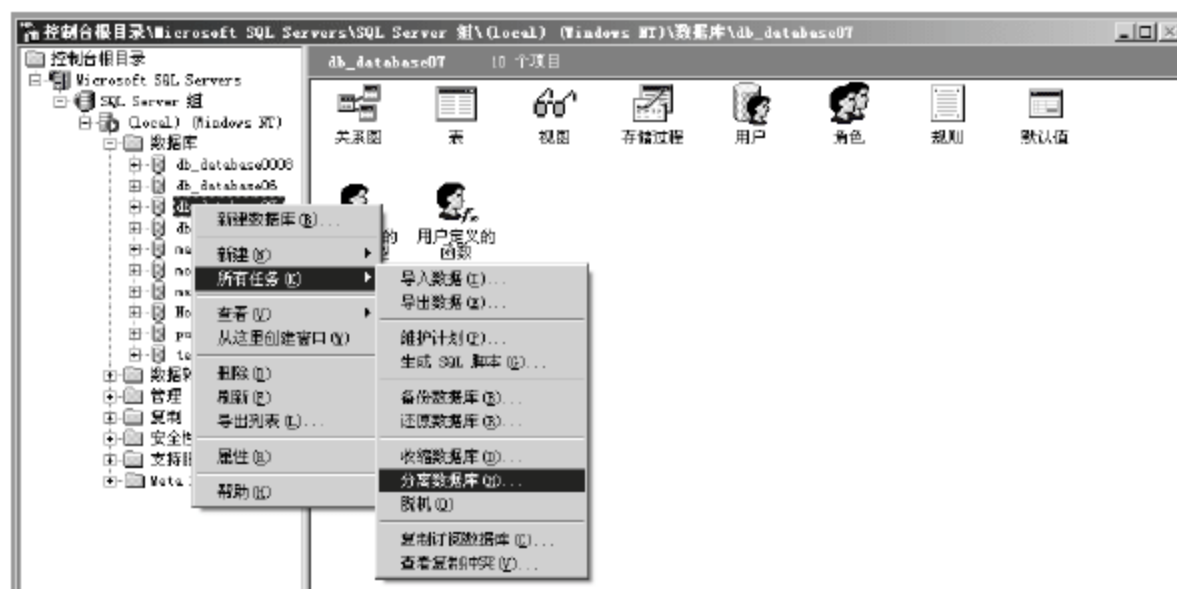 控制台根目录\Microsoft SQL Servers\SQL Server 组\(Local) (Windows NT)\数据库\db_database07
控制台根目录
Microsoft SQL Servers
SQL Server 组
(Local) (Windows NT)
数据库
db_database0008
db_database06
db
ma
mo
ms
No
pu
te
管理
复制
Meta
db_database07 10 个项目
关系图 表 视图 存储过程 用户 角色 规则 默认值
用户定义的
函数
新建数据库(B)...
新建(N)
所有任务(K)
查看(V)
从这里创建窗口(W)
删除(D)
刷新(F)
导出列表(L)...
属性(R)
帮助(H)
导入数据(I)...
导出数据(X)...
维护计划(P)...
生成 SQL 脚本(G)...
备份数据库(B)...
还原数据库(R)...
收缩数据库(D)...
分离数据库(H)...
脱机(O)
复制订阅数据库(C)...
查看复制冲突(V)...